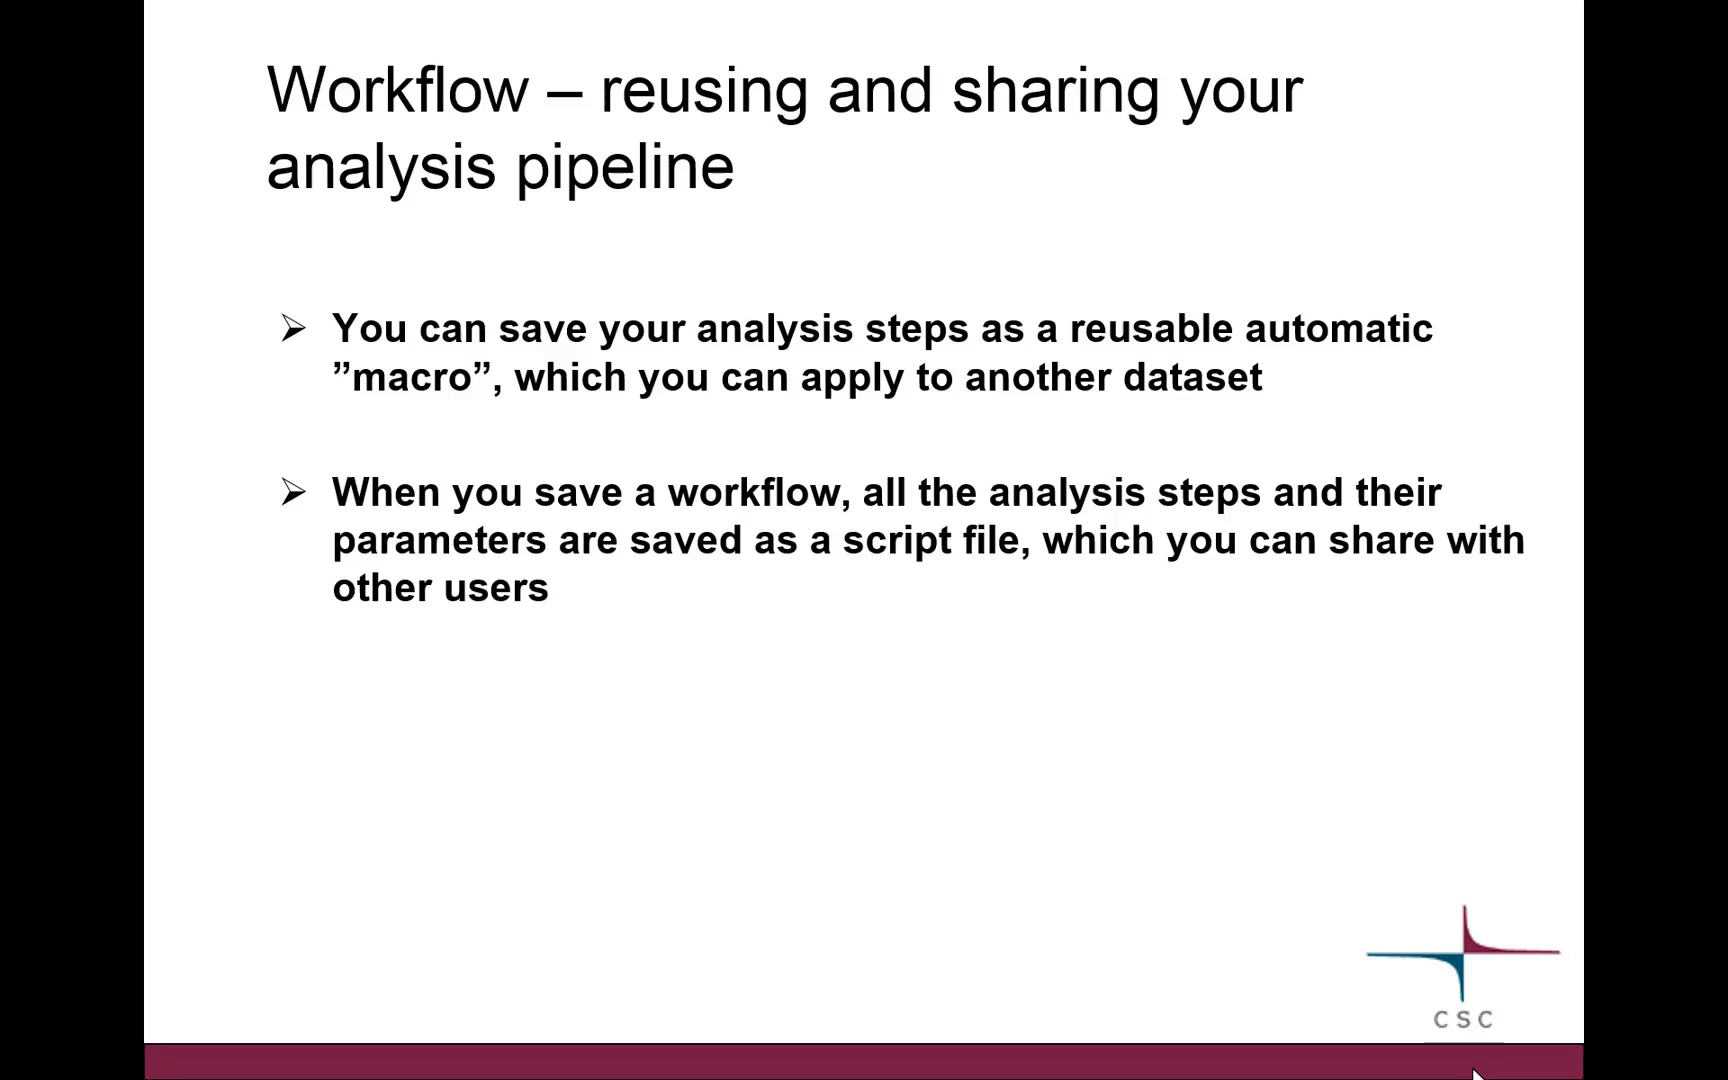 Workflow – reusing and sharing your
analysis pipeline
You can save your analysis steps as a reusable automatic
”macro”, which you can apply to another dataset
When you save a workflow, all the analysis steps and their
parameters are saved as a script file, which you can share with
other users
CSC